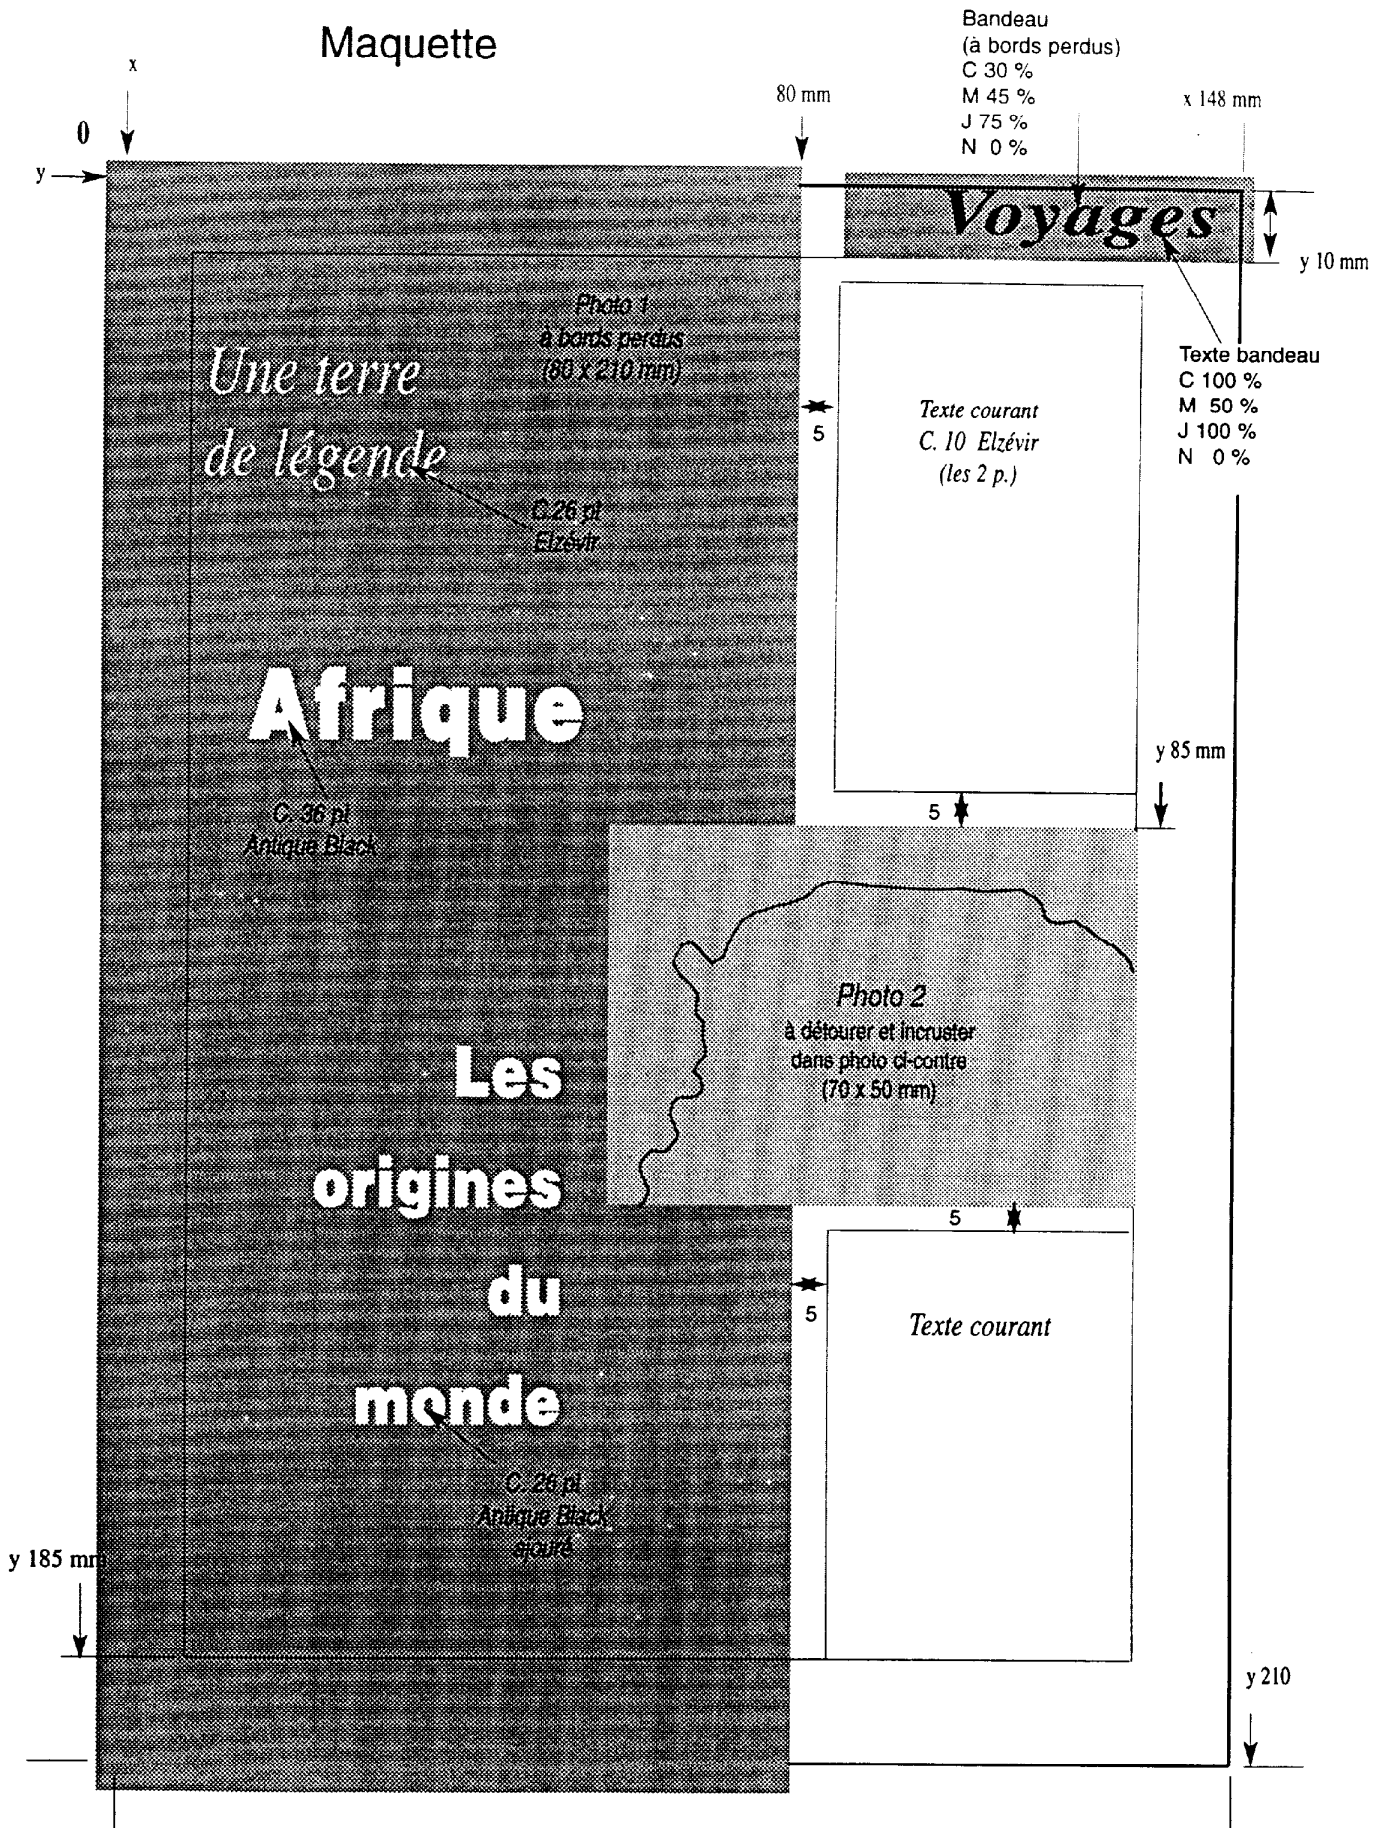 Maquette
Bandeau
(à bords perdus)
C 30 %
M 45 %
J 75 %
N 0 %
x
80 mm
x 148 mm
0
y
Voyages
y 10 mm
Photo 1
à bords perdus
(80 x 210 mm)
Une terre
de légende
C.26 pt
Elzévir
5
Texte courant
C. 10 Elzévir
(les 2 p.)
Texte bandeau
C 100 %
M 50 %
J 100 %
N 0 %
Afrique
C. 36 pt
Antique Black
y 85 mm
5
Photo 2
à détourer et incruster
dans photo ci-contre
(70 x 50 mm)
Les
origines
du
monde
5
5
Texte courant
C. 26 pt
Antique Black
ajouré
y 185 mm
y 210